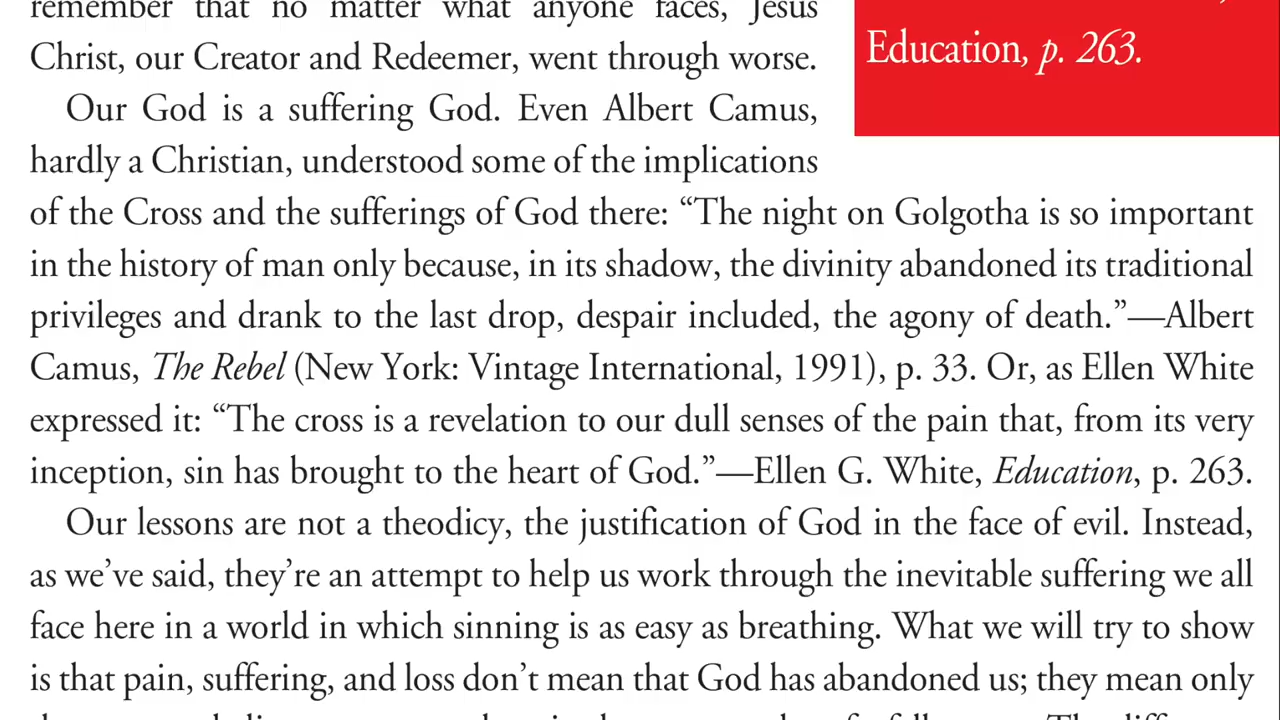 remember that no matter what anyone faces, Jesus
Christ, our Creator and Redeemer, went through worse.
Our God is a suffering God. Even Albert Camus,
hardly a Christian, understood some of the implications
of the Cross and the sufferings of God there: “The night on Golgotha is so important
in the history of man only because, in its shadow, the divinity abandoned its traditional
privileges and drank to the last drop, despair included, the agony of death.”—Albert
Camus, The Rebel (New York: Vintage International, 1991), p. 33. Or, as Ellen White
expressed it: “The cross is a revelation to our dull senses of the pain that, from its very
inception, sin has brought to the heart of God.”—Ellen G. White, Education, p. 263.
Our lessons are not a theodicy, the justification of God in the face of evil. Instead,
as we’ve said, they’re an attempt to help us work through the inevitable suffering we all
face here in a world in which sinning is as easy as breathing. What we will try to show
is that pain, suffering, and loss don’t mean that God has abandoned us; they mean only
Education, p. 263.